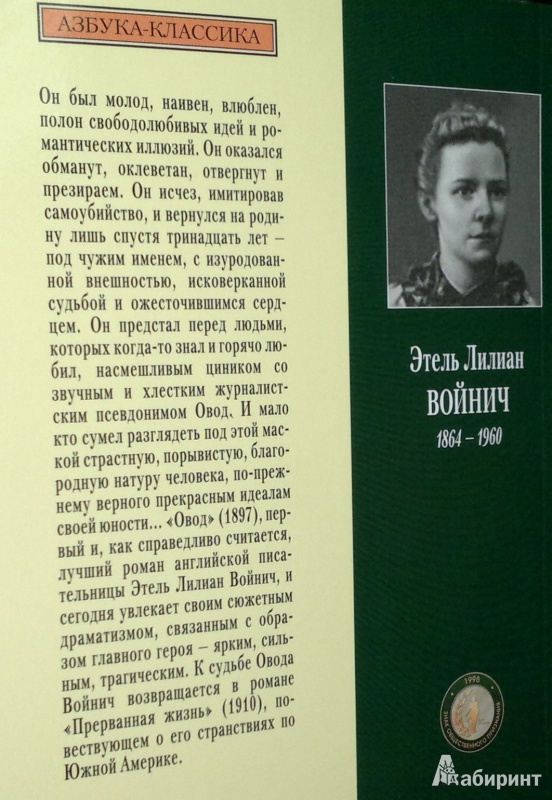 АЗБУКА-КЛАССИКА
Он был молод, наивен, влюблен,
полон свободолюбивых идей и ро-
мантических иллюзий. Он оказался
обманут, оклеветан, отвергнут и
презираем. Он исчез, имитировав
самоубийство, и вернулся на роди-
ну лишь спустя тринадцать лет –
под чужим именем, с изуродован-
ной внешностью, исковерканной
судьбой и ожесточившимся серд-
цем. Он предстал перед людьми,
которых когда-то знал и горячо лю-
бил, насмешливым циником со
звучным и хлестким журналист-
ским псевдонимом Овод. И мало
кто сумел разглядеть под этой мас-
кой страстную, порывистую, благо-
родную натуру человека, по-преж-
нему верного прекрасным идеалам
своей юности... «Овод» (1897), пер-
вый и, как справедливо считается,
лучший роман английской писа-
тельницы Этель Лилиан Войнич, и
сегодня увлекает своим сюжетным
драматизмом, связанным с обра-
зом главного героя – ярким, силь-
ным, трагическим. К судьбе Овода
Войнич возвращается в романе
«Прерванная жизнь» (1910), по-
вествующем о его странствиях по
Южной Америке.
Этель Лилиан
ВОЙНИЧ
1864 – 1960
1998
ЗНАК ОБЩЕСТВЕННОГО ПРИЗНАНИЯ
Лабиринт